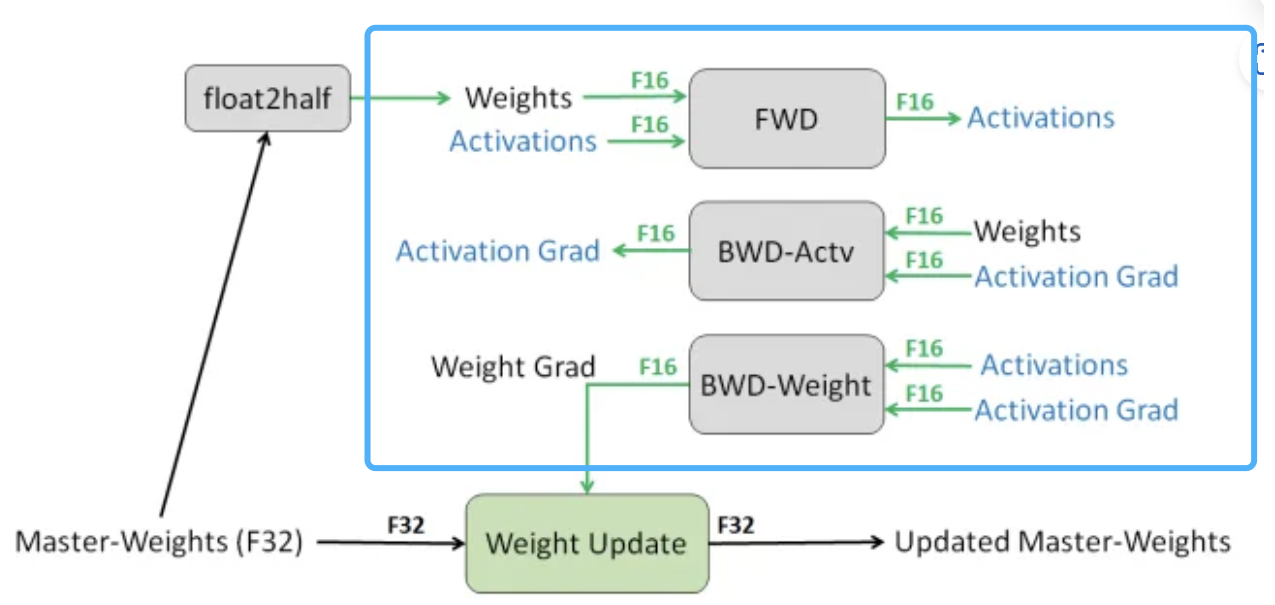 float2half
Weights
F16
Activations
F16
FWD
F16
Activations
Activation Grad
F16
BWD-Actv
F16
Weights
F16
Activation Grad
Weight Grad
F16
BWD-Weight
F16
Activations
F16
Activation Grad
Master-Weights (F32)
F32
Weight Update
F32
Updated Master-Weights